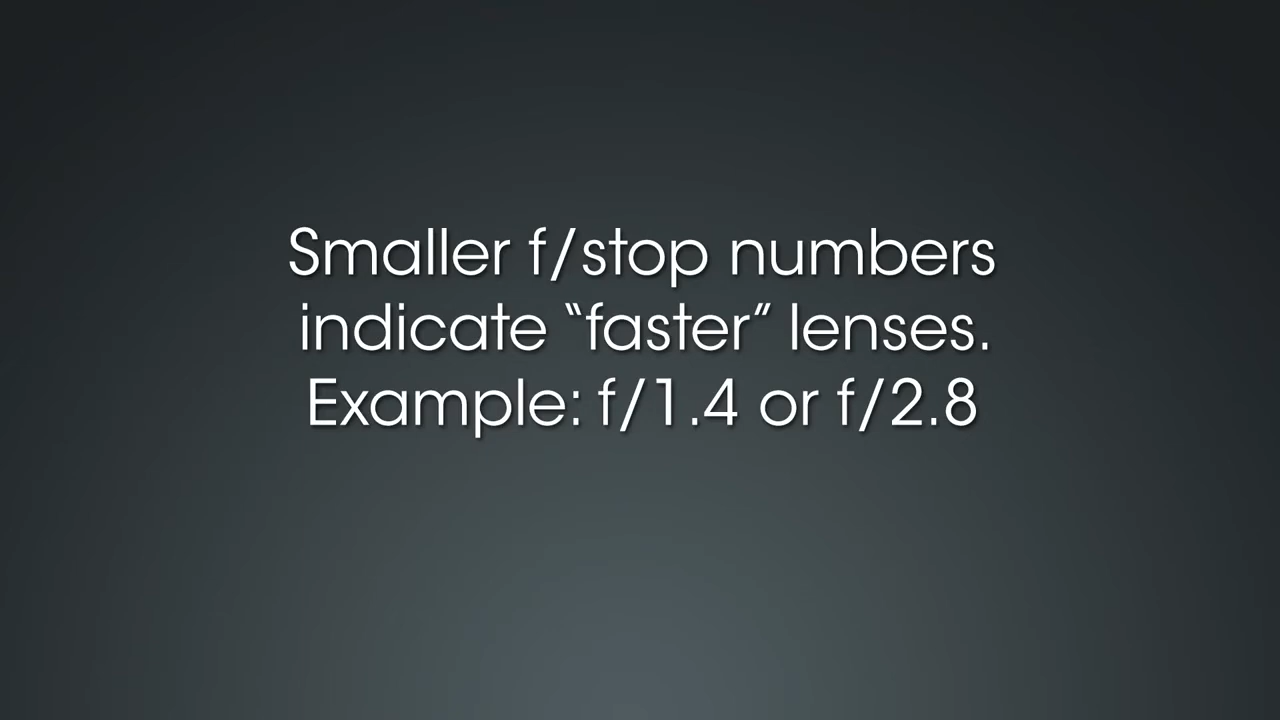 Smaller f/stop numbers
indicate “faster” lenses.
Example: f/1.4 or f/2.8